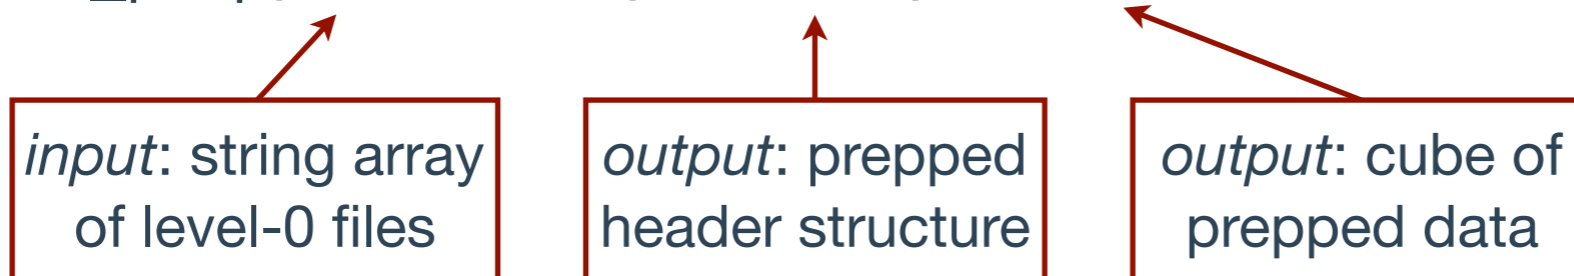 input: string array
of level-0 files
output: prepped
header structure
output: cube of
prepped data